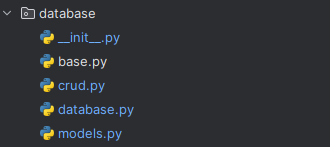 database
__init__.py
base.py
crud.py
database.py
models.py